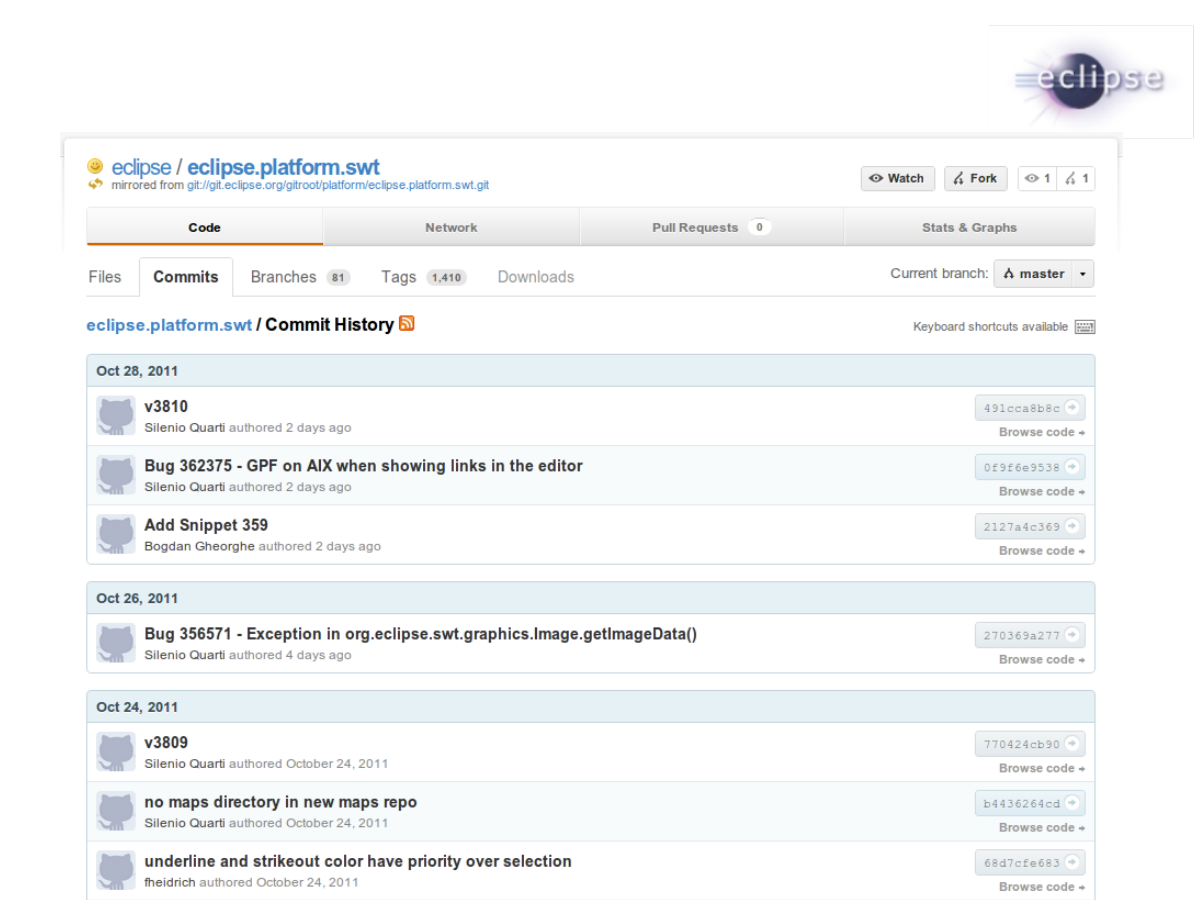 eclipse
eclipse / eclipse.platform.swt
mirrored from git://git.eclipse.org/gitroot/platform/eclipse.platform.swt.git
Watch Fork 1 1
Code Network Pull Requests 0 Stats & Graphs
Files Commits Branches 81 Tags 1,410 Downloads Current branch: master
eclipse.platform.swt / Commit History Keyboard shortcuts available
Oct 28, 2011
v3810 491cca8b8c
Silenio Quarti authored 2 days ago Browse code
Bug 362375 - GPF on AIX when showing links in the editor 0f9f6e9538
Silenio Quarti authored 2 days ago Browse code
Add Snippet 359 2127a4c369
Bogdan Gheorghe authored 2 days ago Browse code
Oct 26, 2011
Bug 356571 - Exception in org.eclipse.swt.graphics.Image.getImageData() 270369a277
Silenio Quarti authored 4 days ago Browse code
Oct 24, 2011
v3809 770424cb90
Silenio Quarti authored October 24, 2011 Browse code
no maps directory in new maps repo b4436264cd
Silenio Quarti authored October 24, 2011 Browse code
underline and strikeout color have priority over selection 68d7cfe683
fheidrich authored October 24, 2011 Browse code